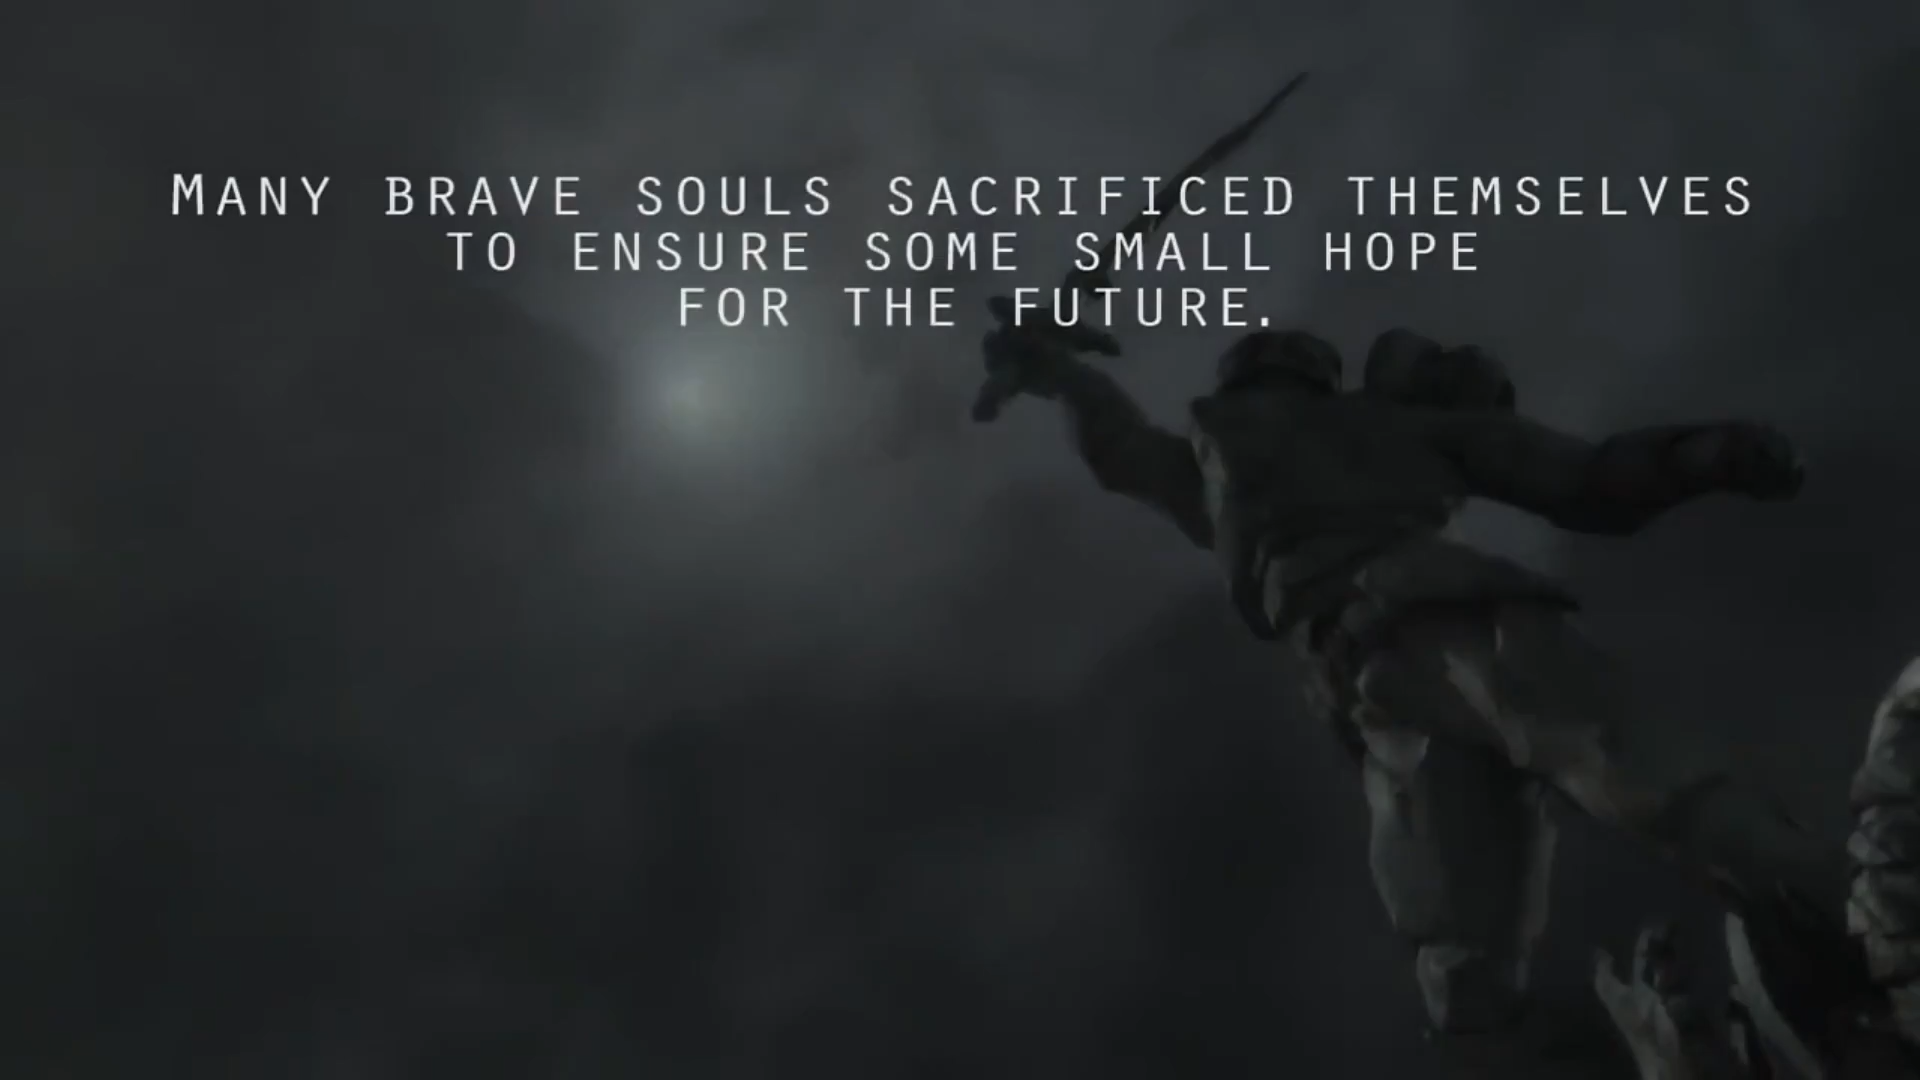 MANY BRAVE SOULS SACRIFICED THEMSELVES
TO ENSURE SOME SMALL HOPE
FOR THE FUTURE.